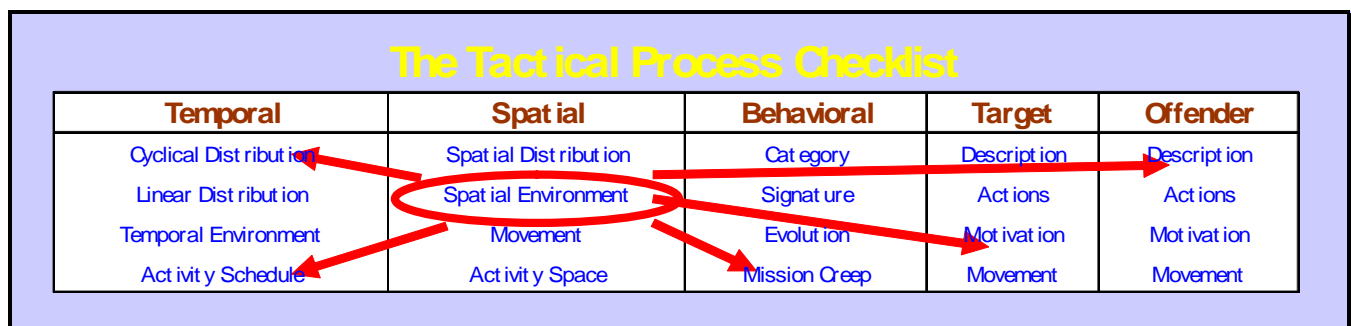 The Tactical Process Checklist
Temporal Spatial Behavioral Target Offender
Cyclical Distribution Spatial Distribution Category Description Description
Linear Distribution Spatial Environment Signature Actions Actions
Temporal Environment Movement Evolution Motivation Motivation
Activity Schedule Activity Space Mission Creep Movement Movement